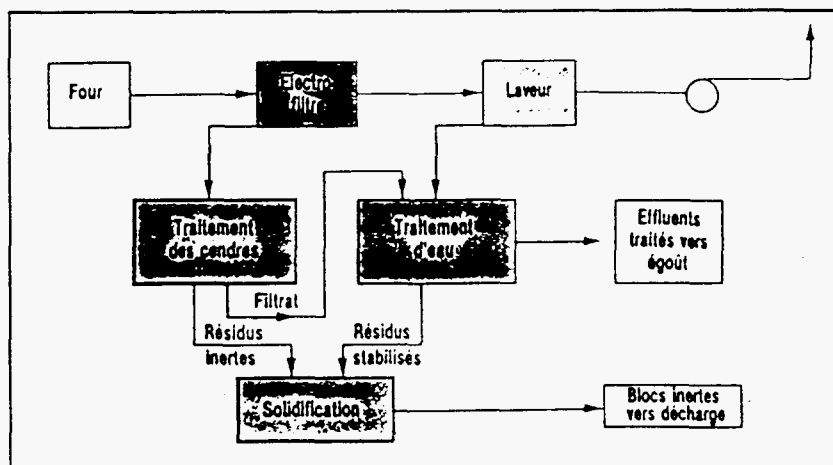 Four
Electro
filtre
Laveur
Traitement
des cendres
Traitement
d'eau
Effluents
traités vers
égoût
Filtrat
Résidus
inertes
Résidus
stabilisés
Solidification
Blocs inertes
vers décharge